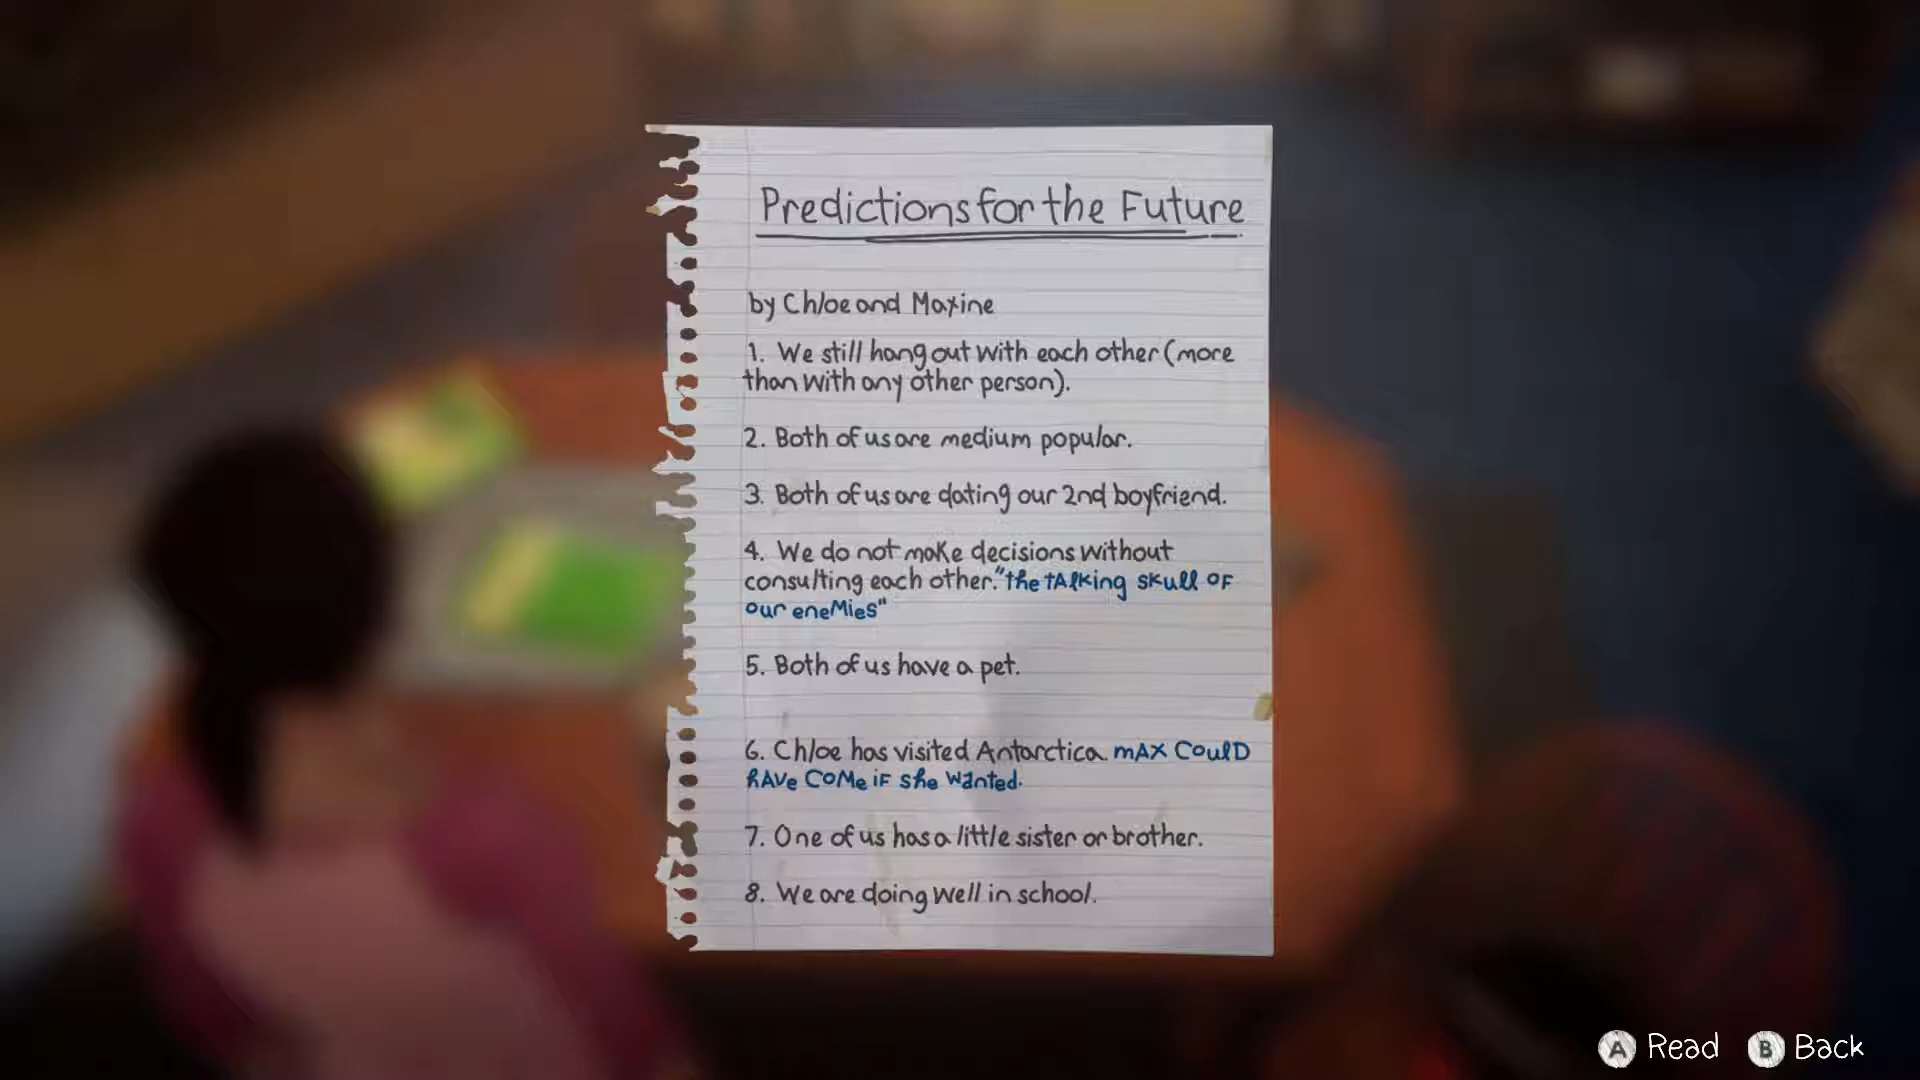 Predictions for the Future
by Chloe and Maxine
1. We still hang out with each other (more
than with any other person).
2. Both of us are medium popular.
3. Both of us are dating our 2nd boyfriend.
4. We do not make decisions without
consulting each other. "the tAlking skull OF
our eneMies"
5. Both of us have a pet.
6. Chloe has visited Antarctica. mAX COulD
hAve COMe iF she wanted.
7. One of us has a little sister or brother.
8. We are doing well in school.
A Read B Back